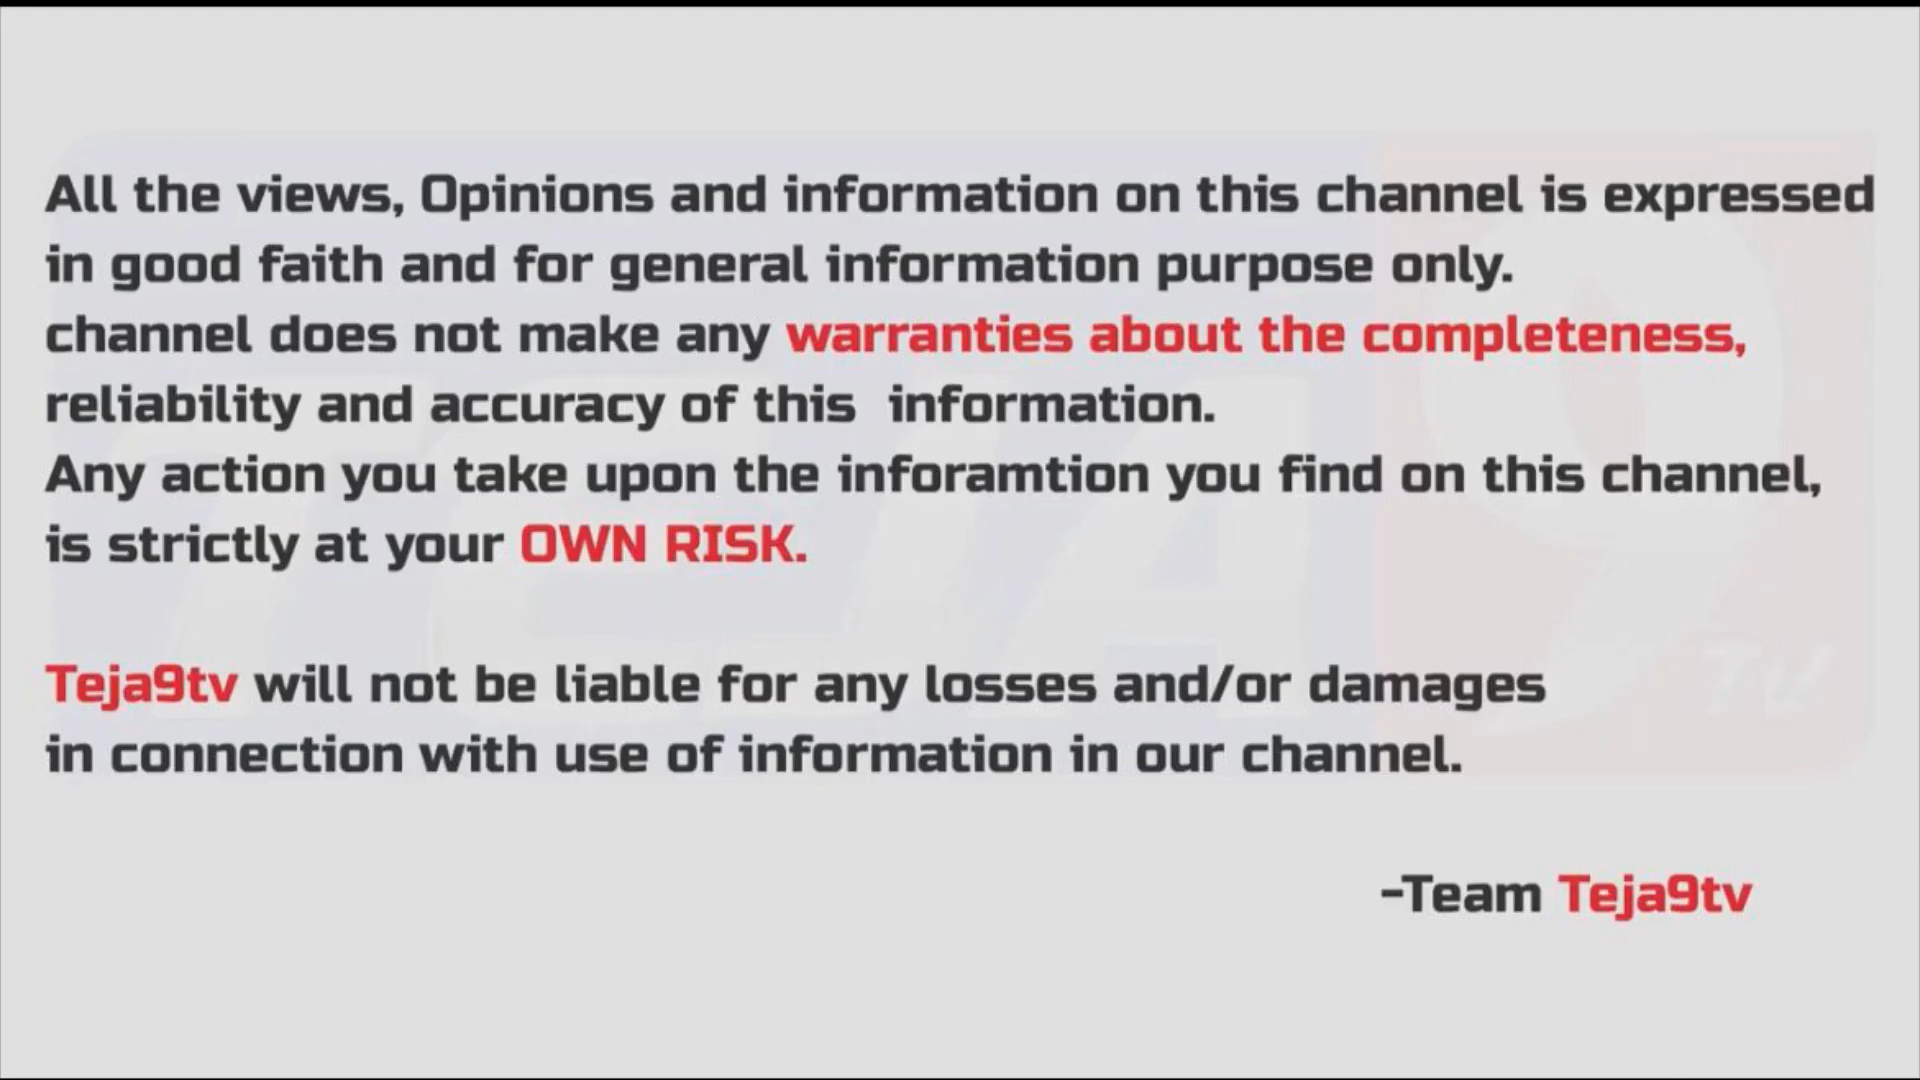 All the views, Opinions and information on this channel is expressed
in good faith and for general information purpose only.
channel does not make any warranties about the completeness,
reliability and accuracy of this  information.
Any action you take upon the inforamtion you find on this channel,
is strictly at your OWN RISK.
Teja9tv will not be liable for any losses and/or damages
in connection with use of information in our channel.
-Team Teja9tv
TEJA 9 TV